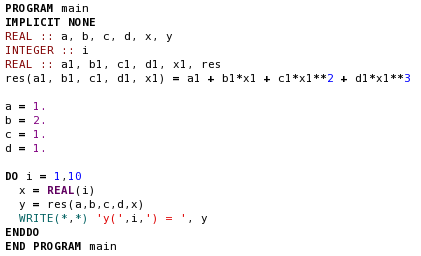 PROGRAM main
IMPLICIT NONE
REAL :: a, b, c, d, x, y
INTEGER :: i
REAL :: a1, b1, c1, d1, x1, res
res(a1, b1, c1, d1, x1) = a1 + b1*x1 + c1*x1**2 + d1*x1**3

a = 1.
b = 2.
c = 1.
d = 1.

DO i = 1,10
  x = REAL(i)
  y = res(a,b,c,d,x)
  WRITE(*,*) 'y(',i,') = ', y
ENDDO
END PROGRAM main